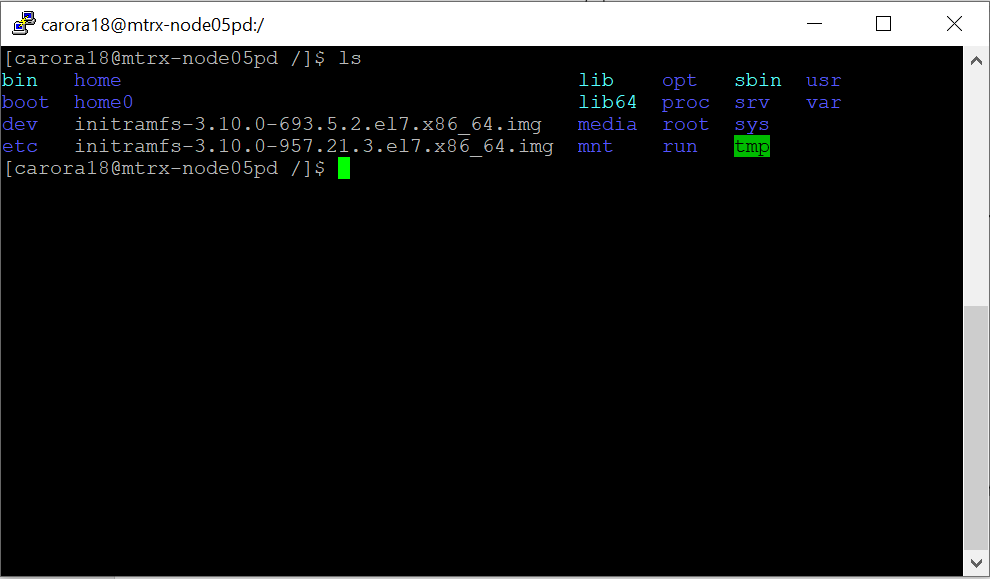 carora18@mtrx-node05pd:/
[carora18@mtrx-node05pd /]$ ls
bin   home                                      lib    opt   sbin  usr
boot  home0                                     lib64  proc  srv   var
dev   initramfs-3.10.0-693.5.2.el7.x86_64.img   media  root  sys
etc   initramfs-3.10.0-957.21.3.el7.x86_64.img  mnt    run   tmp
[carora18@mtrx-node05pd /]$